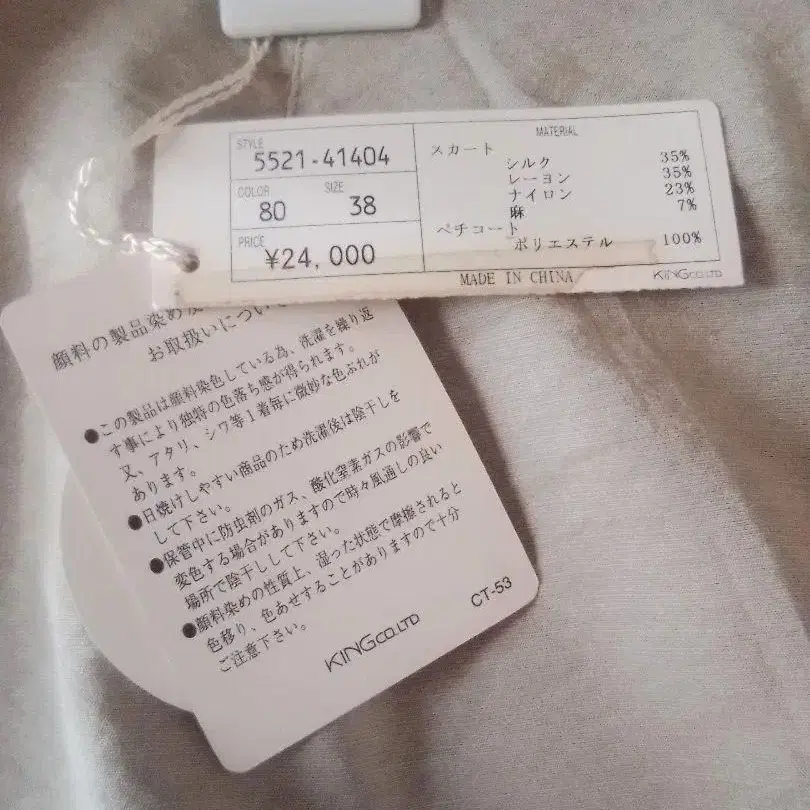 STYLE
5521-41404
COLOR
80
SIZE
38
PRICE
¥24,000
MATERIAL
スカート
シルク 35%
レーヨン 35%
ナイロン 23%
麻 7%
ペチコート
ポリエステル 100%
MADE IN CHINA
KING CO.LTD
顔料の製品染め
お取扱いについ
●この製品は顔料染色している為、洗濯を繰り返
す事により独特の色落ち感が得られます。
又、アタリ、シワ等1着毎に微妙な色ぶれが
あります。
●日焼けしやすい商品のため洗濯後は陰干しを
して下さい。
●保管中に防虫剤のガス、酸化窒素ガスの影響で
変色する場合がありますので時々風通しの良い
場所で陰干しして下さい。
●顔料染めの性質上、湿った状態で摩擦されると
色移り、色あせすることがありますので十分
ご注意下さい。
KING CO.LTD
CT-53